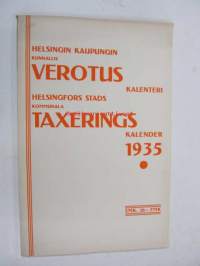 HELSINGIN KAUPUNGIN
KUNNALLIS
VEROTUS
KALENTERI
HELSINGFORS STADS
KOMMUNALA
TAXERINGS
KALENDER
1935